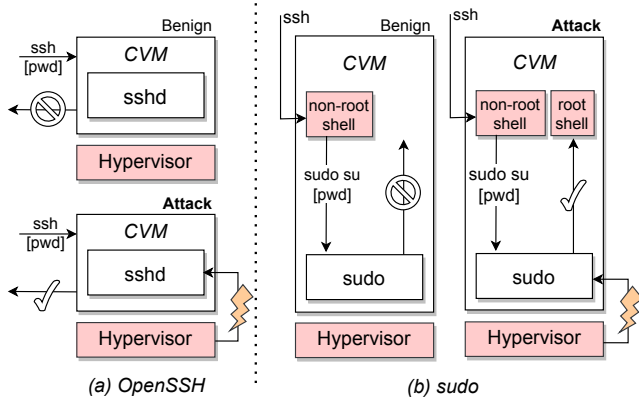 Benign
ssh
[pwd]
CVM
sshd
Hypervisor
Attack
ssh
[pwd]
CVM
sshd
Hypervisor
(a) OpenSSH
ssh
Benign
CVM
non-root
shell
sudo su
[pwd]
sudo
Hypervisor
ssh
Attack
CVM
non-root
shell
root
shell
sudo su
[pwd]
sudo
Hypervisor
(b) sudo